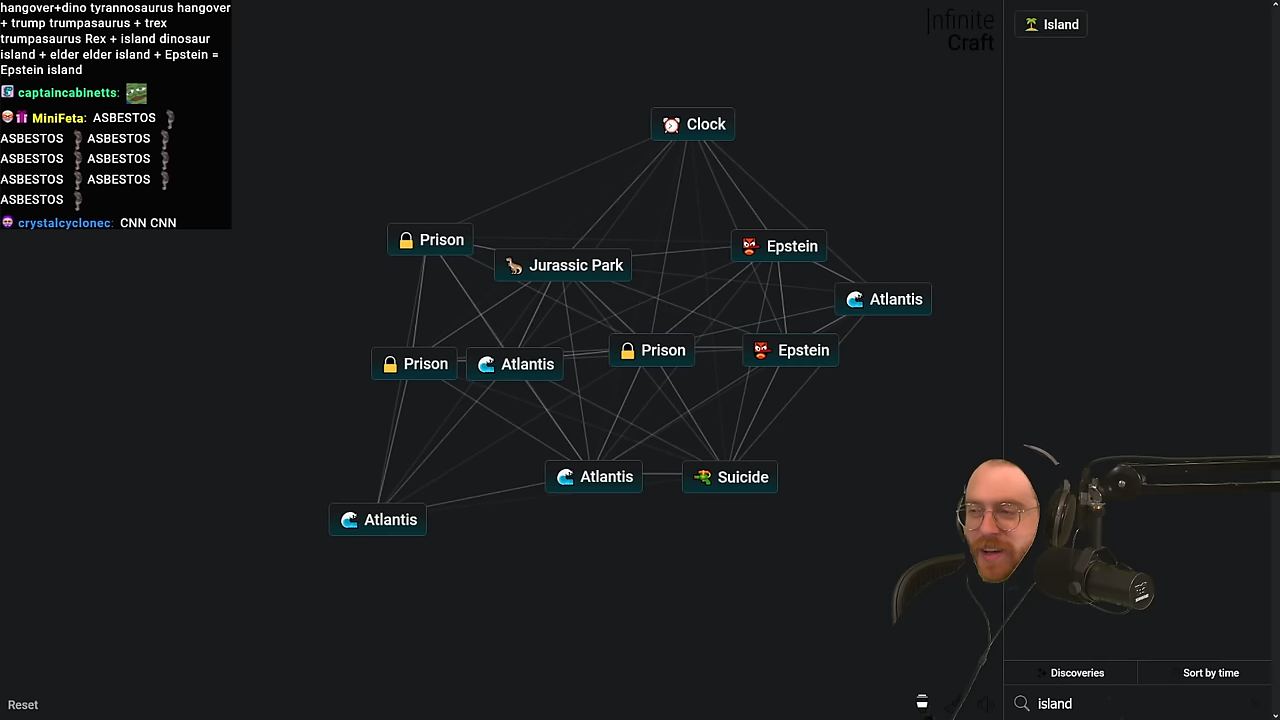 hangover+dino tyrannosaurus hangover
+ trump trumpasaurus + trex
trumpasaurus Rex + island dinosaur
island + elder elder island + Epstein =
Epstein island
captaincabinetts:
MiniFeta: ASBESTOS
ASBESTOS ASBESTOS
ASBESTOS ASBESTOS
ASBESTOS ASBESTOS
ASBESTOS
crystalcyclonec: CNN CNN
Infinite
Craft
Island
Clock
Prison
Jurassic Park
Epstein
Atlantis
Prison
Atlantis
Prison
Epstein
Atlantis
Suicide
Atlantis
Discoveries
Sort by time
Reset
island